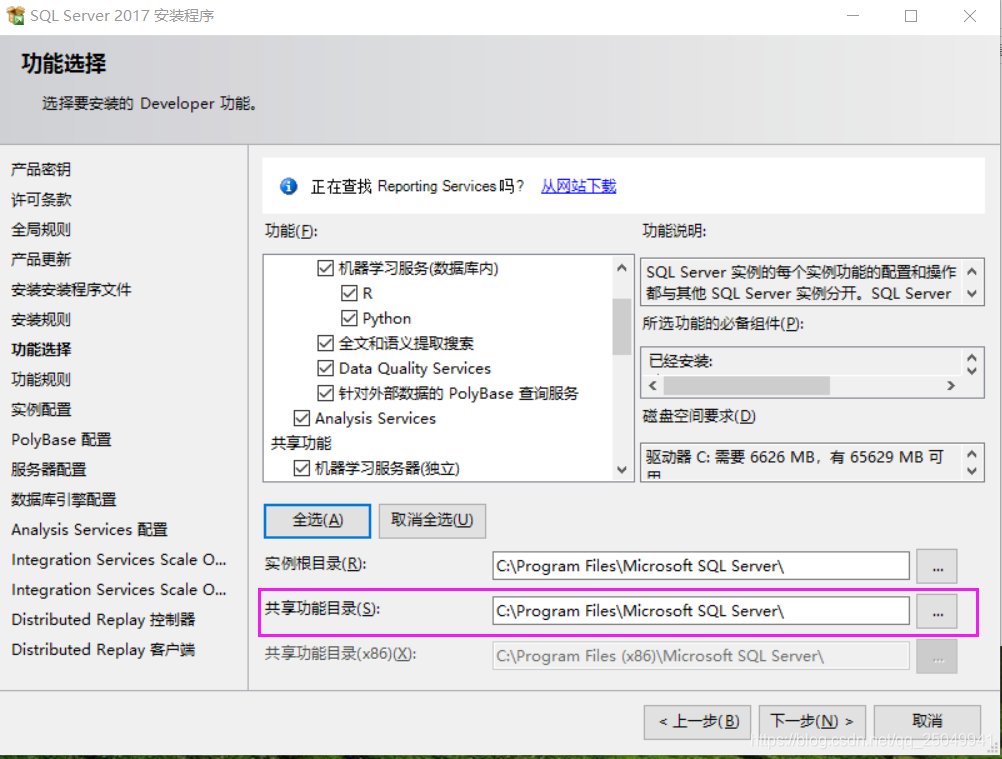 SQL Server 2017 安装程序
功能选择
选择要安装的 Developer 功能。
产品密钥
许可条款
全局规则
产品更新
安装安装程序文件
安装规则
功能选择
功能规则
实例配置
PolyBase 配置
服务器配置
数据库引擎配置
Analysis Services 配置
Integration Services Scale O...
Integration Services Scale O...
Distributed Replay 控制器
Distributed Replay 客户端
正在查找 Reporting Services 吗? 从网站下载
功能(F):
机器学习服务(数据库内)
R
Python
全文和语义提取搜索
Data Quality Services
针对外部数据的 PolyBase 查询服务
Analysis Services
共享功能
机器学习服务器(独立)
功能说明:
SQL Server 实例的每个实例功能的配置和操作
都与其他 SQL Server 实例分开。SQL Server
所选功能的必备组件(P):
已经安装:
磁盘空间要求(D)
驱动器 C: 需要 6626 MB，有 65629 MB 可
用
全选(A) 取消全选(U)
实例根目录(R): C:\Program Files\Microsoft SQL Server\ ...
共享功能目录(S): C:\Program Files\Microsoft SQL Server\ ...
共享功能目录(x86)(X): C:\Program Files (x86)\Microsoft SQL Server\ ...
< 上一步(B) 下一步(N) > 取消
https://blog.csdn.net/qq_25049941